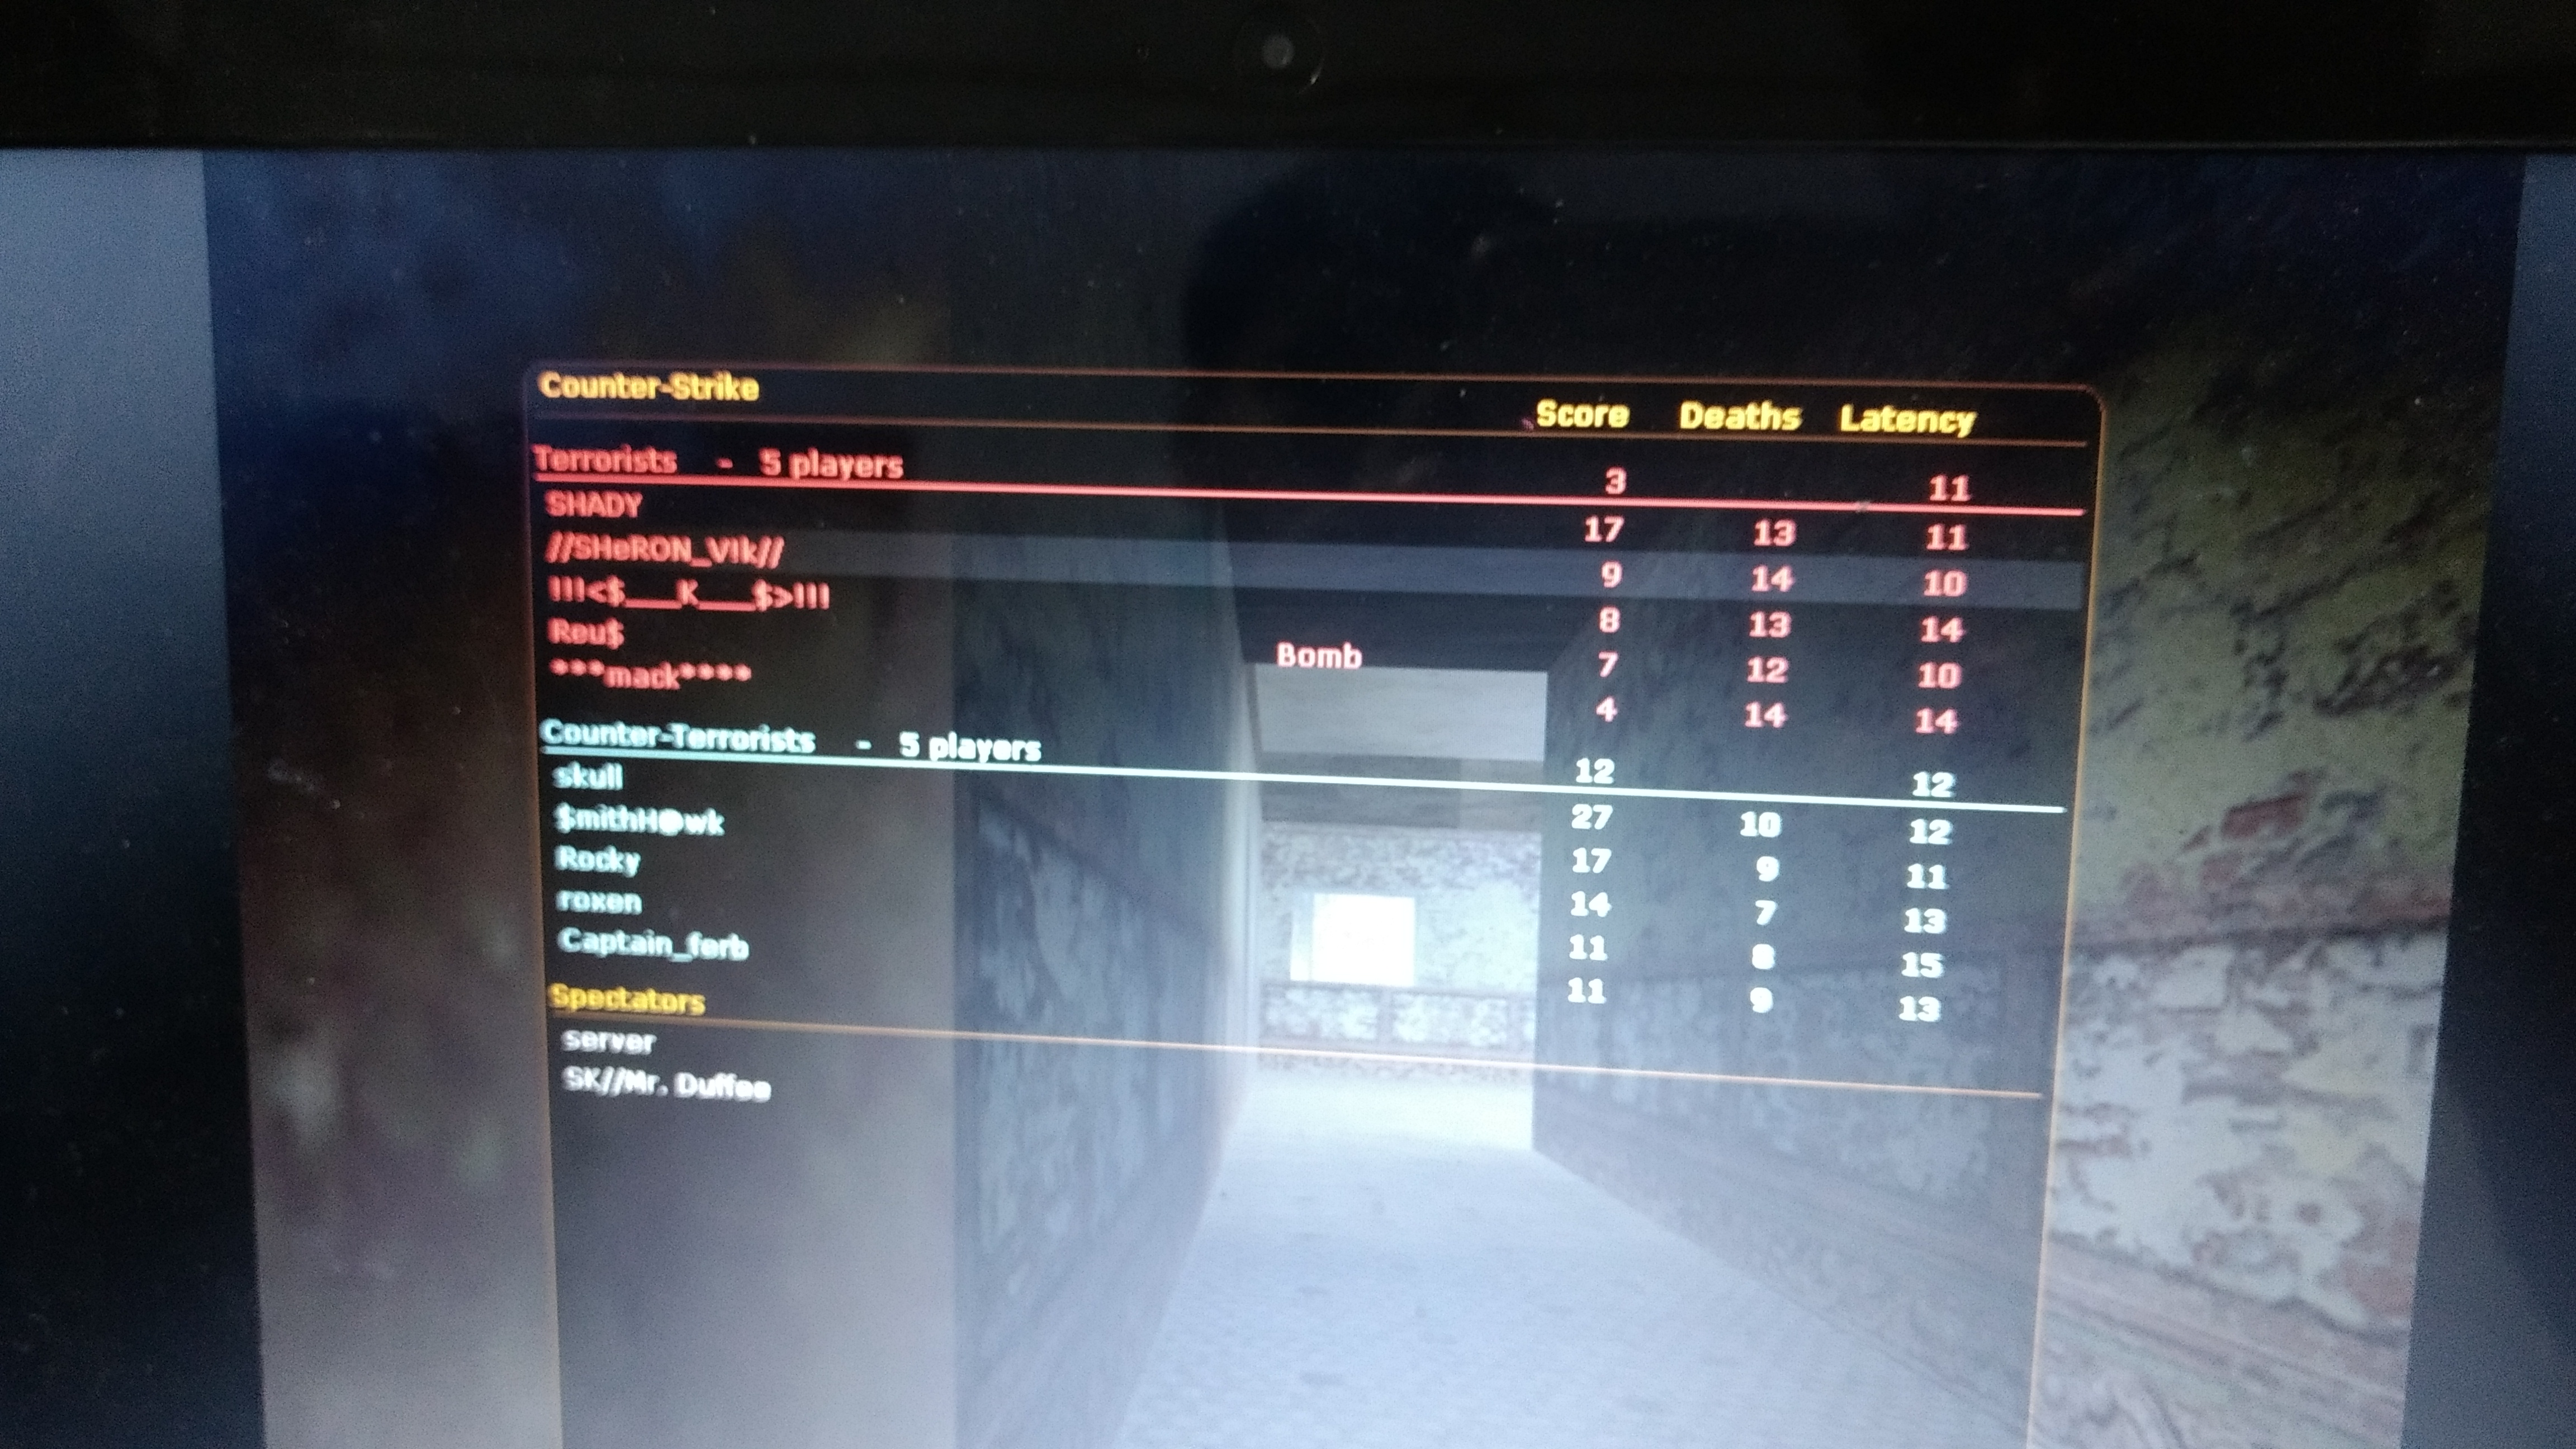 Counter-Strike Score Deaths Latency
Terrorists - 5 players 3 11
SHADY 17 13 11
//SHeRON_V!k// 9 14 10
!!!<$___K___$>!!! 8 13 14
Reu$ Bomb 7 12 10
***mack**** 4 14 14
Counter-Terrorists - 5 players 12 12
skull 27 10 12
$mithH@wk 17 9 11
Rocky 14 7 13
roxen 11 8 15
Captain_ferb 11 9 13
Spectators
server
SK//Mr. Duffee